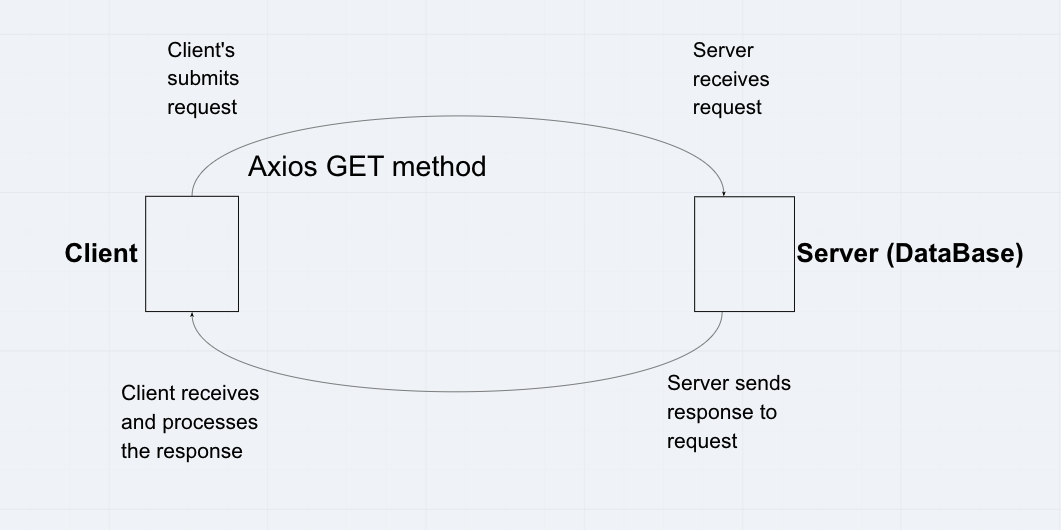 Client's
submits
request
Server
receives
request
Axios GET method
Client
Server (DataBase)
Client receives
and processes
the response
Server sends
response to
request